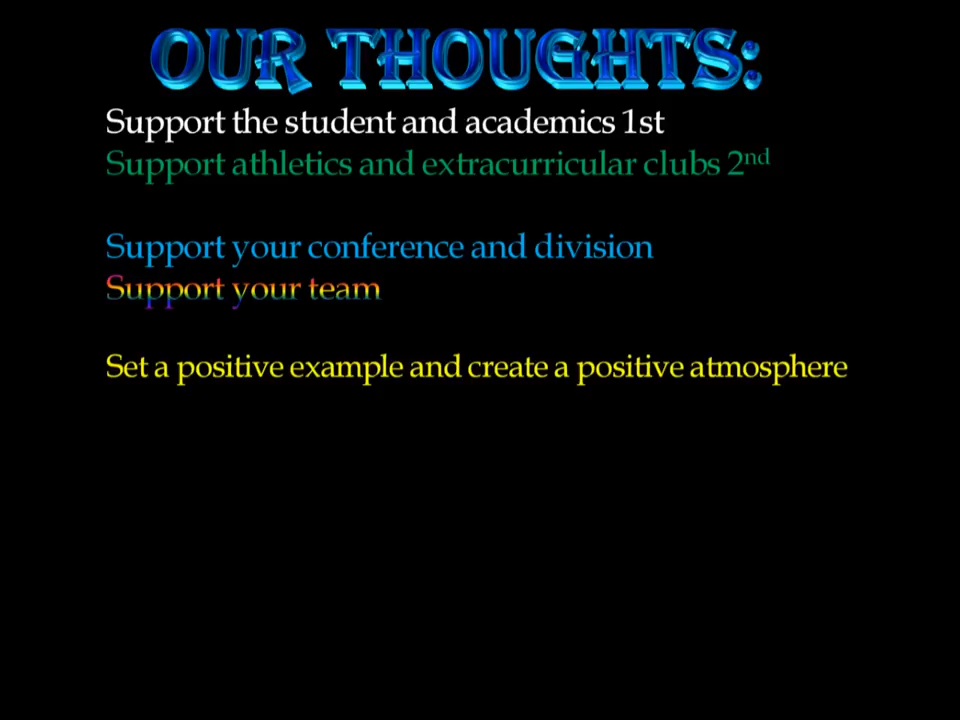 OUR THOUGHTS:
Support the student and academics 1st
Support athletics and extracurricular clubs 2nd
Support your conference and division
Support your team
Set a positive example and create a positive atmosphere